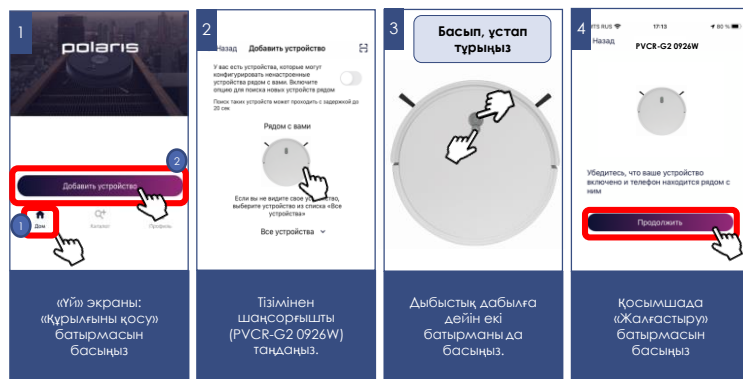 1
polaris
2
Добавить устройство
1
Дом
Каталог
Профиль
«Үй» экраны:
«Құрылғыны қосу»
батырмасын
басыңыз
2
Назад Добавить устройство
У вас есть устройства, которые могут
конфигурировать ненастроенные
устройства рядом с вами. Включите
опцию для поиска новых устройств рядом
Поиск таких устройств может проходить с задержкой до
20 сек
Рядом с вами
Если вы не видите свое устройство,
выберите устройство из списка «Все
устройства»
Все устройства
Тізімінен
шаңсорғышты
(PVCR-G2 0926W)
таңдаңыз.
3
Басып, ұстап
тұрыңыз
Дыбыстық дабылға
дейін екі
батырманы да
басыңыз.
4
MTS RUS 17:13 80 %
Назад
PVCR-G2 0926W
Убедитесь, что ваше устройство
включено и телефон находится рядом с
ним
Продолжить
Қосымшада
«Жалғастыру»
батырмасын
басыңыз